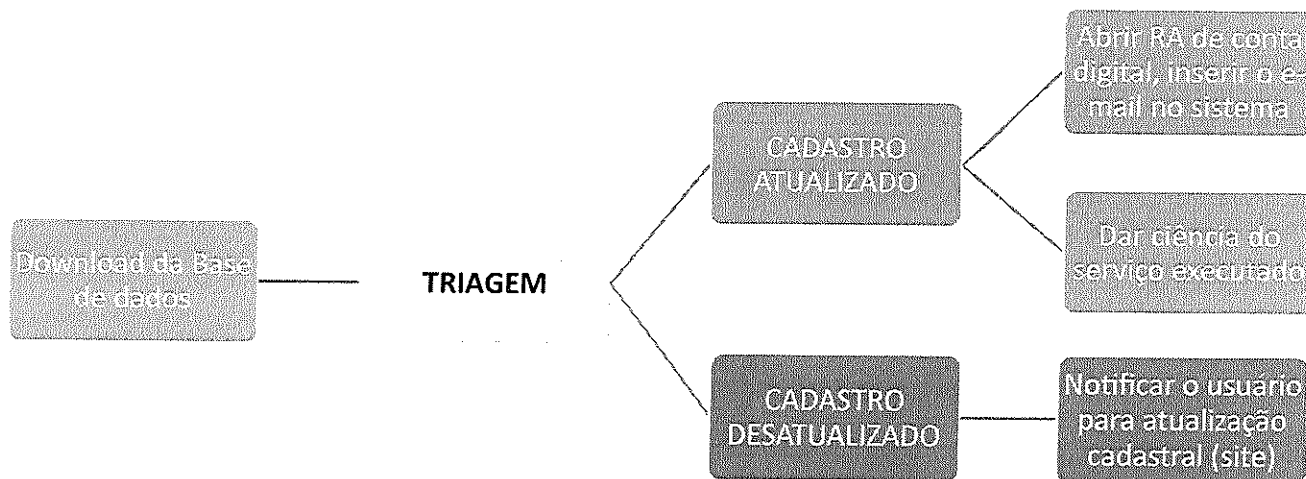 Download da Base
de dados
TRIAGEM
CADASTRO
ATUALIZADO
Abrir RA de conta
digital, inserir o e-
mail no sistema
Dar ciência do
serviço executado
CADASTRO
DESATUALIZADO
Notificar o usuário
para atualização
cadastral (site)